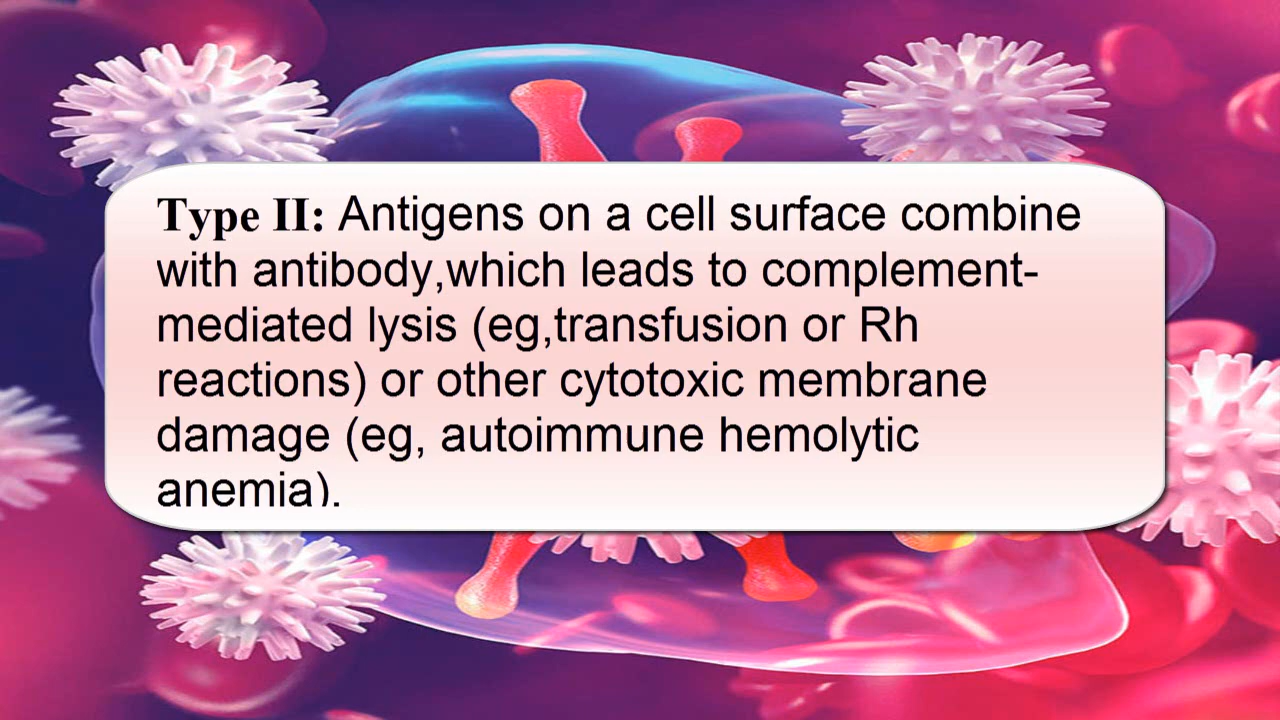 Type II: Antigens on a cell surface combine
with antibody,which leads to complement-
mediated lysis (eg,transfusion or Rh
reactions) or other cytotoxic membrane
damage (eg, autoimmune hemolytic
anemia).